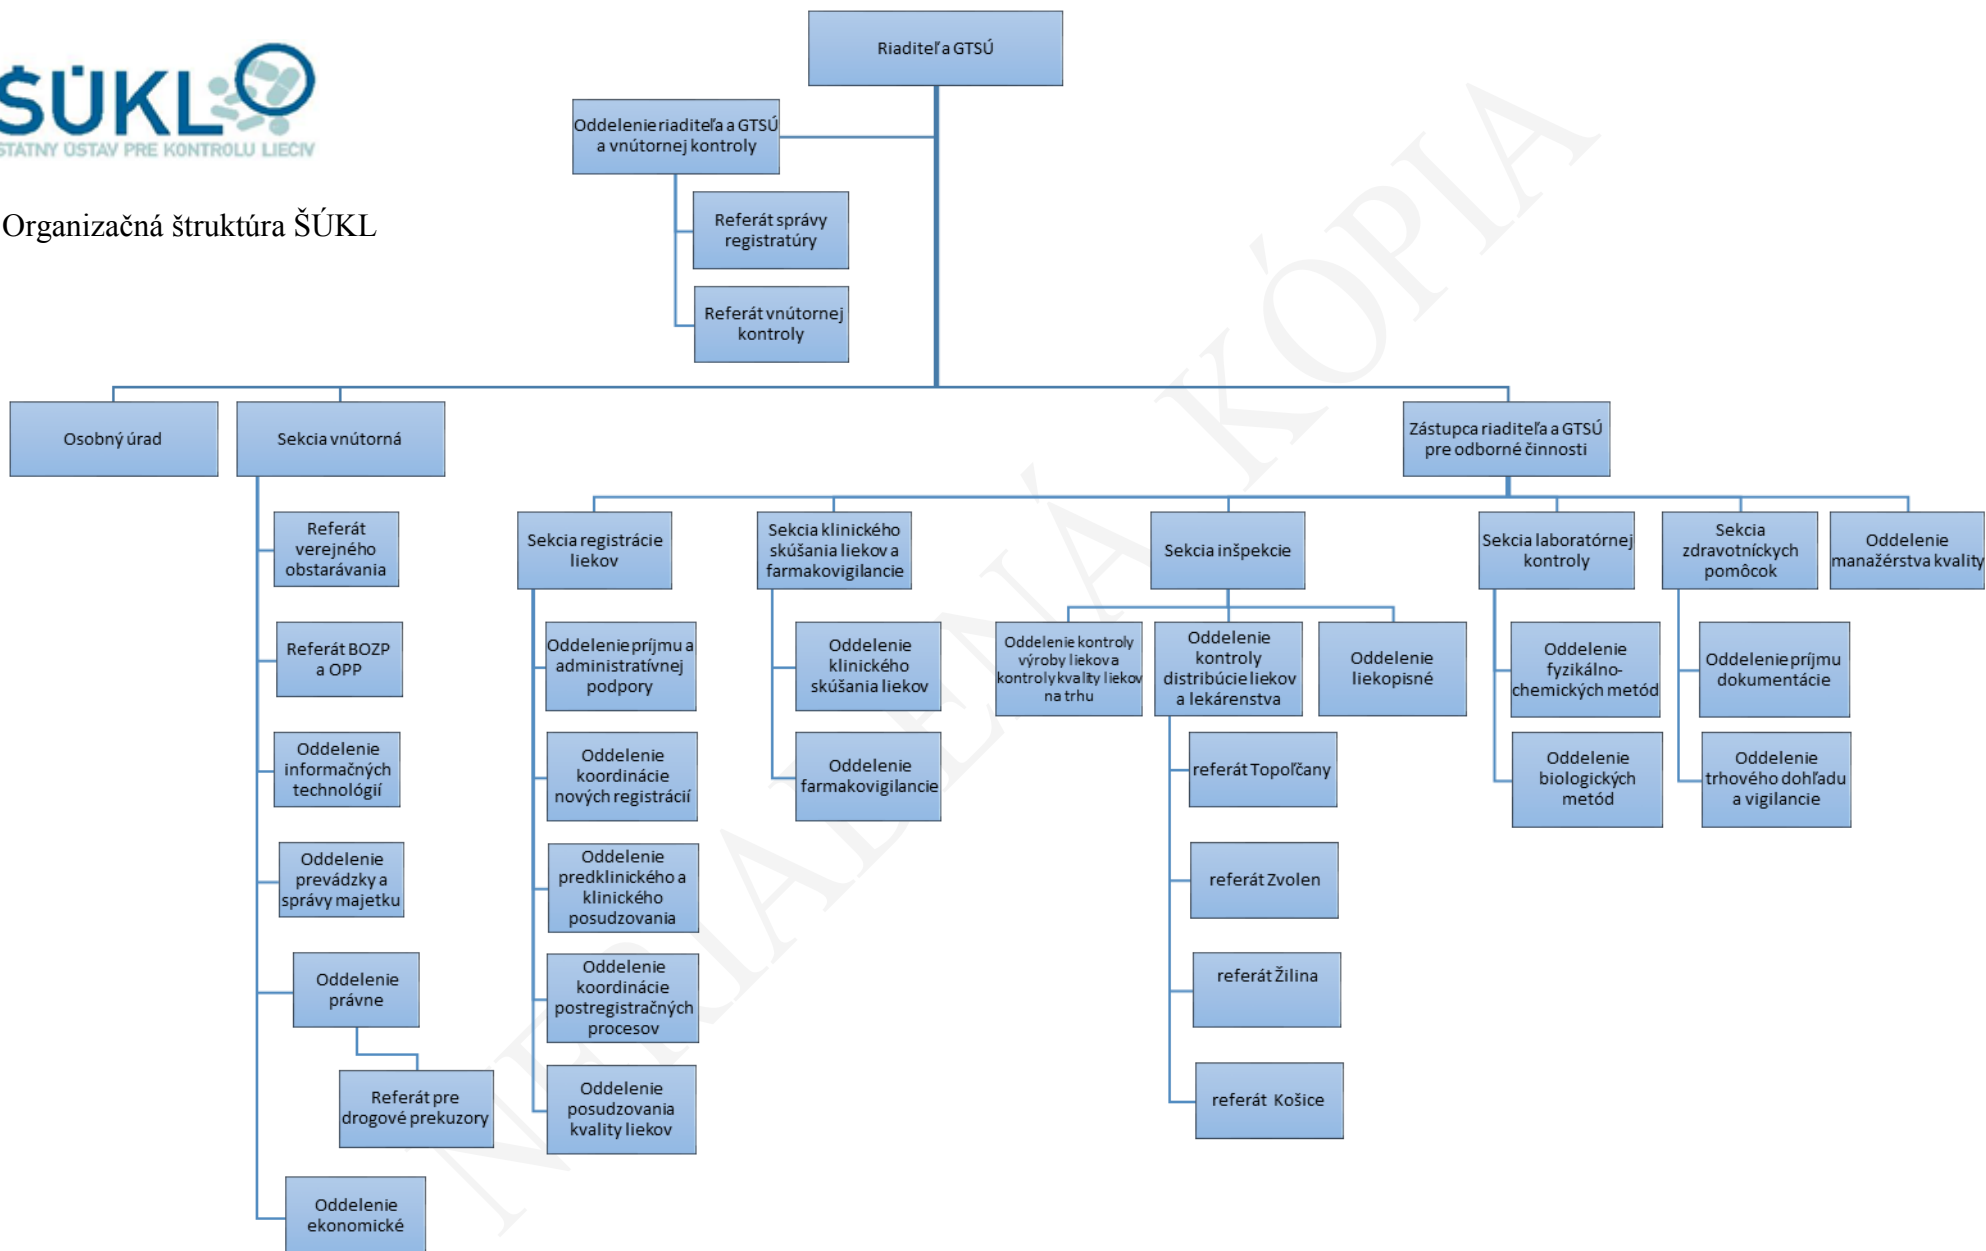 Riaditeľ a GTSÚ
ŠÚKL
ŠTÁTNY ÚSTAV PRE KONTROLU LIEČIV
Oddelenie riaditeľa a GTSÚ
a vnútornej kontroly
Organizačná štruktúra ŠÚKL
Referát správy
registratúry
Referát vnútornej
kontroly
Osobný úrad
Sekcia vnútorná
Zástupca riaditeľa a GTSÚ
pre odborné činnosti
Referát
verejného
obstarávania
Referát BOZP
a OPP
Oddelenie
informačných
technológií
Oddelenie
prevádzky a
správy majetku
Oddelenie
právne
Referát pre
drogové prekuzory
Oddelenie
ekonomické
Sekcia registrácie
liekov
Oddelenie príjmu a
administratívnej
podpory
Oddelenie
koordinácie
nových registrácií
Oddelenie
predklinického a
klinického
posudzovania
Oddelenie
koordinácie
postregistračných
procesov
Oddelenie
posudzovania
kvality liekov
Sekcia klinického
skúšania liekov a
farmakovigilancie
Oddelenie
klinického
skúšania liekov
Oddelenie
farmakovigilancie
Sekcia inšpekcie
Oddelenie kontroly
výroby liekov a
kontroly kvality liekov
na trhu
Oddelenie
kontroly
distribúcie liekov
a lekárenstva
referát Topoľčany
referát Zvolen
referát Žilina
referát Košice
Oddelenie
liekopisné
Sekcia laboratórnej
kontroly
Oddelenie
fyzikálno-
chemických metód
Oddelenie
biologických
metód
Sekcia
zdravotníckych
pomôcok
Oddelenie príjmu
dokumentácie
Oddelenie
trhového dohľadu
a vigilancie
Oddelenie
manažérstva kvality
NERIADENÁ KÓPIA